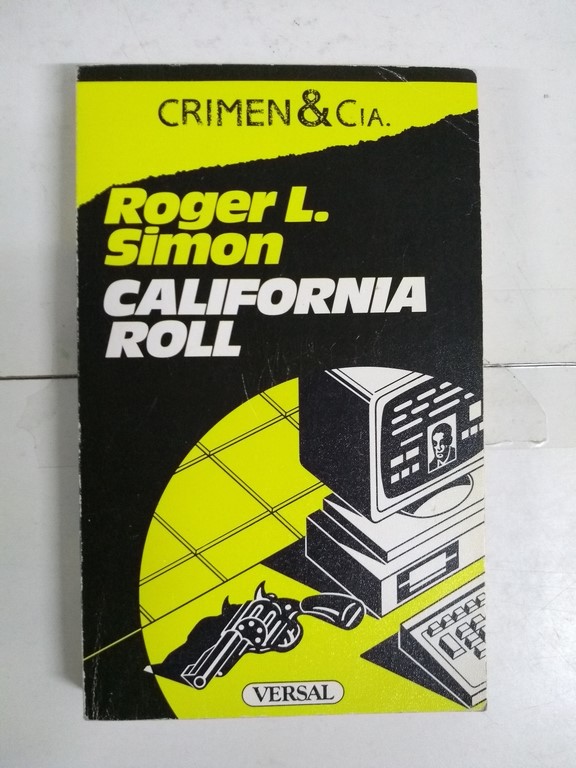 CRIMEN & CIA.
Roger L.
Simon
CALIFORNIA
ROLL
VERSAL